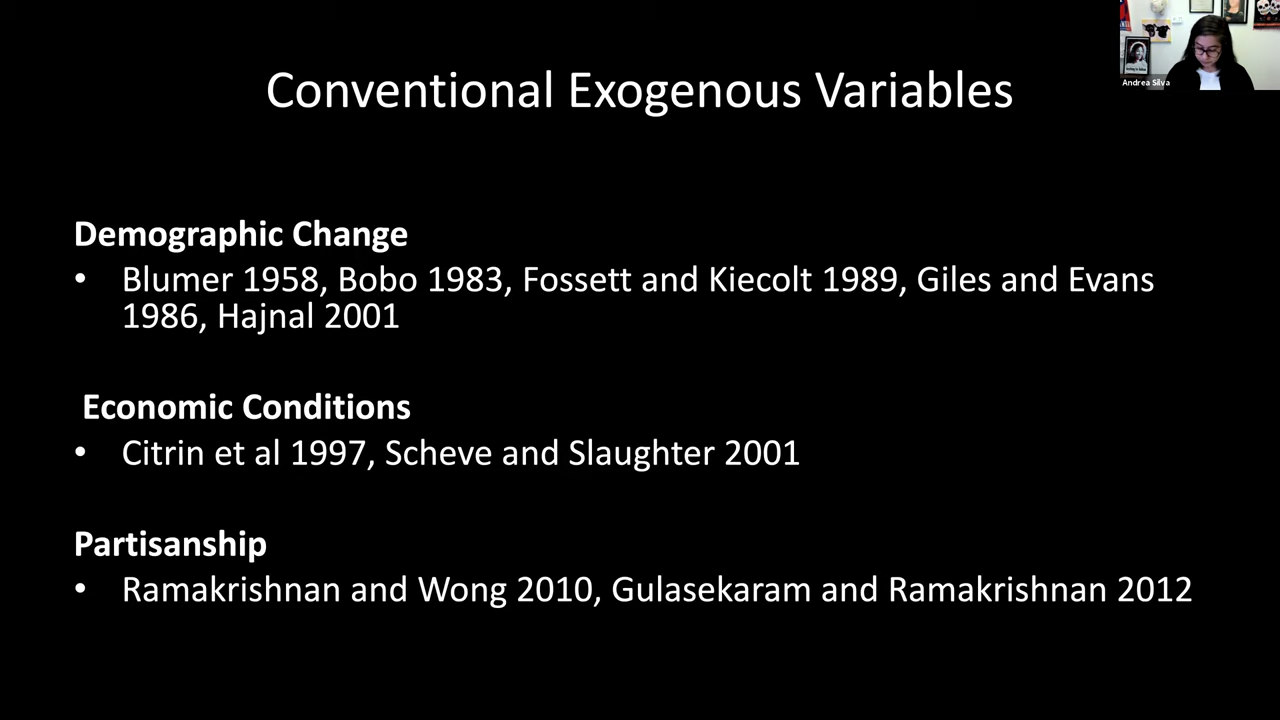 Conventional Exogenous Variables
Andrea Silva
Demographic Change
• Blumer 1958, Bobo 1983, Fossett and Kiecolt 1989, Giles and Evans
1986, Hajnal 2001
Economic Conditions
• Citrin et al 1997, Scheve and Slaughter 2001
Partisanship
• Ramakrishnan and Wong 2010, Gulasekaram and Ramakrishnan 2012